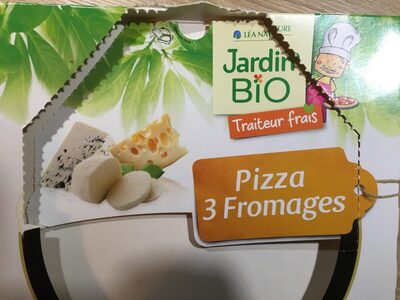 LÉA NATURE
Jardin
BiO
Traiteur frais
Pizza
3 Fromages